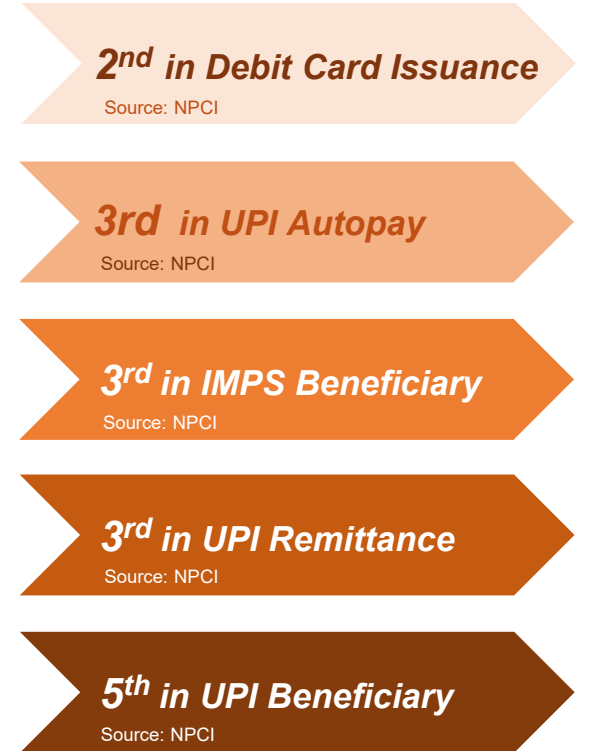 2nd in Debit Card Issuance
Source: NPCI
3rd in UPI Autopay
Source: NPCI
3rd in IMPS Beneficiary
Source: NPCI
3rd in UPI Remittance
Source: NPCI
5th in UPI Beneficiary
Source: NPCI